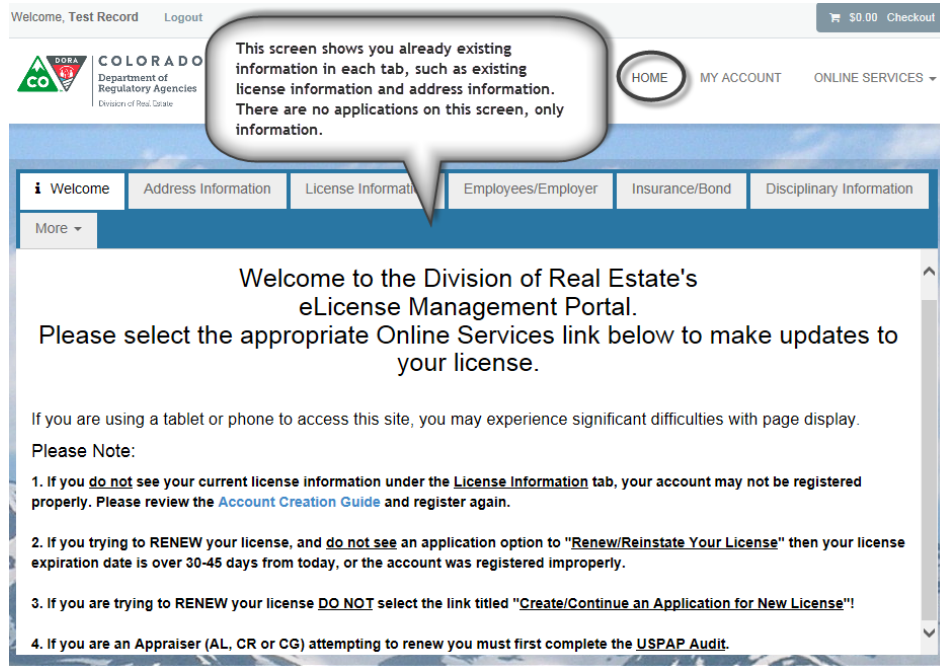 Welcome, Test Record Logout $0.00 Checkout
This screen shows you already existing
information in each tab, such as existing
license information and address information.
There are no applications on this screen, only
information.
DORA
CO
COLORADO
Department of
Regulatory Agencies
Division of Real Estate
HOME MY ACCOUNT ONLINE SERVICES
i Welcome Address Information License Informati Employees/Employer Insurance/Bond Disciplinary Information
More
Welcome to the Division of Real Estate's
eLicense Management Portal.
Please select the appropriate Online Services link below to make updates to
your license.
If you are using a tablet or phone to access this site, you may experience significant difficulties with page display.
Please Note:
1. If you do not see your current license information under the License Information tab, your account may not be registered
properly. Please review the Account Creation Guide and register again.
2. If you trying to RENEW your license, and do not see an application option to "Renew/Reinstate Your License" then your license
expiration date is over 30-45 days from today, or the account was registered improperly.
3. If you are trying to RENEW your license DO NOT select the link titled "Create/Continue an Application for New License"!
4. If you are an Appraiser (AL, CR or CG) attempting to renew you must first complete the USPAP Audit.